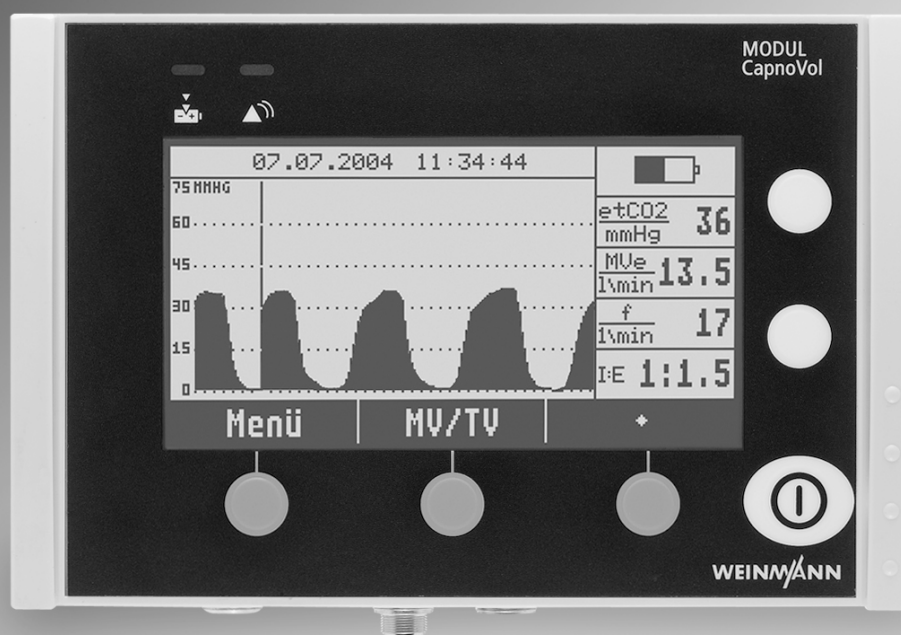 MODUL
CapnoVol
07.07.2004 11:34:44
75 MMHG
60
45
30
15
0
etCO2
mmHg
36
MVe
l\min
13.5
f
1\min
17
I:E 1:1.5
Menü
MV/TV
WEINMANN